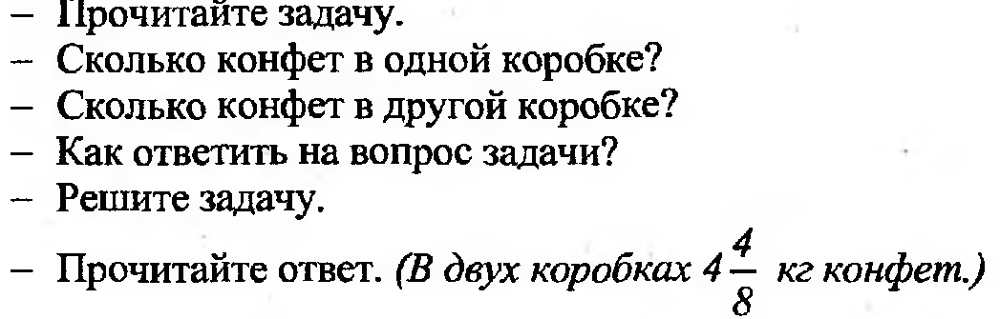 – Прочитайте задачу.
– Сколько конфет в одной коробке?
– Сколько конфет в другой коробке?
– Как ответить на вопрос задачи?
– Решите задачу.
– Прочитайте ответ. (В двух коробках 4 4/8 кг конфет.)